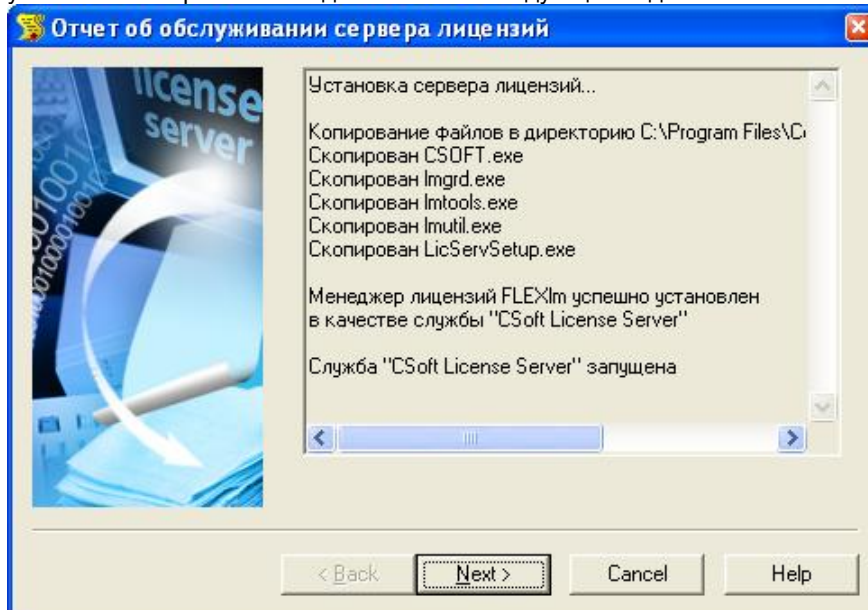 Отчет об обслуживании сервера лицензий
license
server
Установка сервера лицензий...
Копирование файлов в директорию C:\Program Files\C
Скопирован CSOFT.exe
Скопирован lmgrd.exe
Скопирован lmtools.exe
Скопирован lmutil.exe
Скопирован LicServSetup.exe
Менеджер лицензий FLEXlm успешно установлен
в качестве службы "CSoft License Server"
Служба "CSoft License Server" запущена
< Back
Next >
Cancel
Help